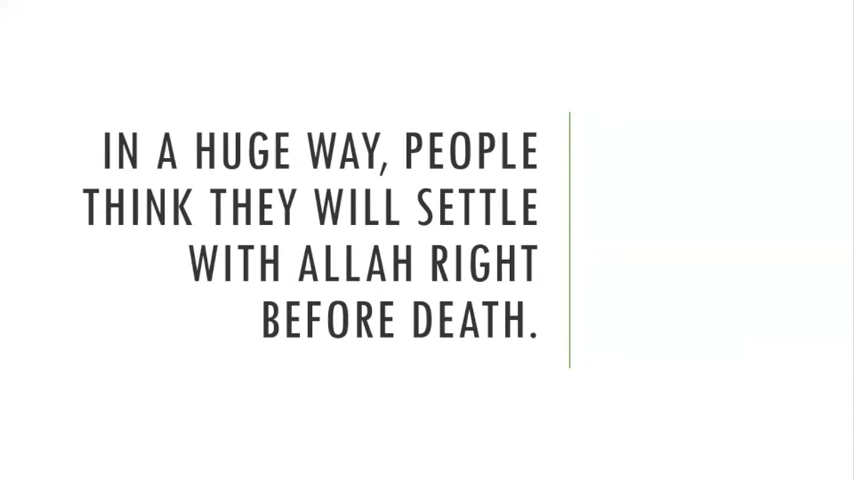 IN A HUGE WAY, PEOPLE
THINK THEY WILL SETTLE
WITH ALLAH RIGHT
BEFORE DEATH.